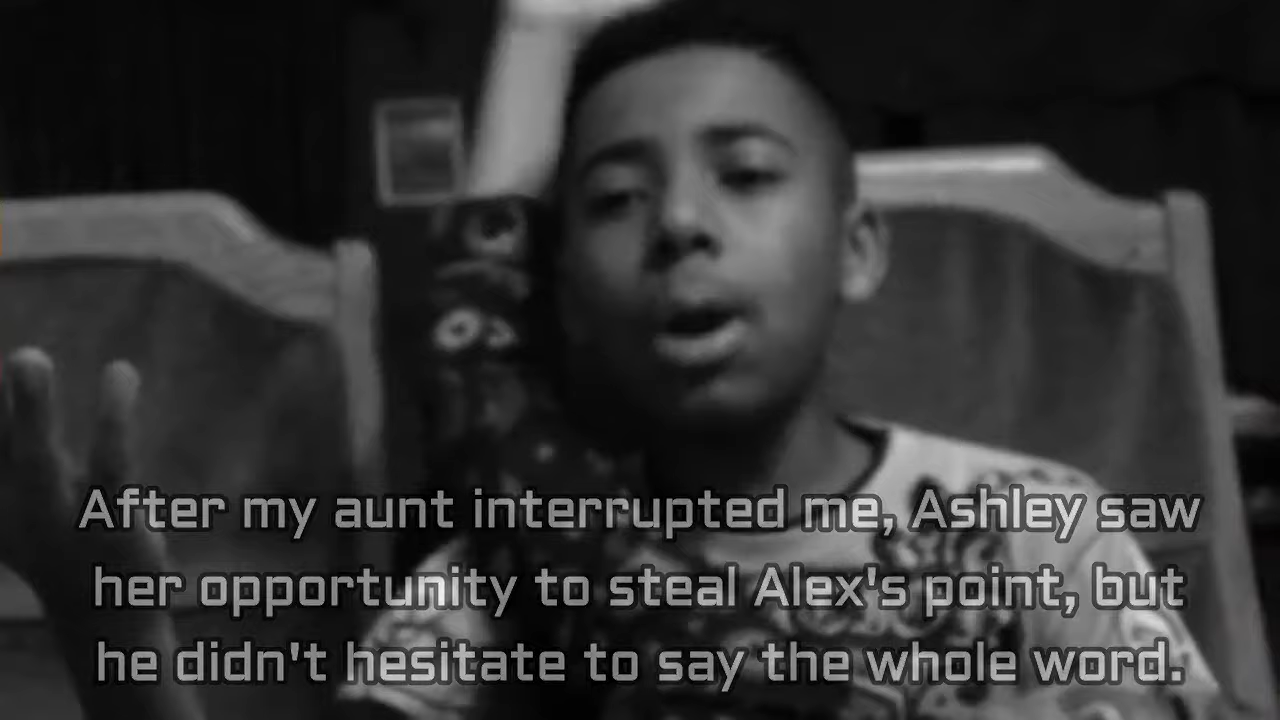 After my aunt interrupted me, Ashley saw
her opportunity to steal Alex's point, but
he didn't hesitate to say the whole word.